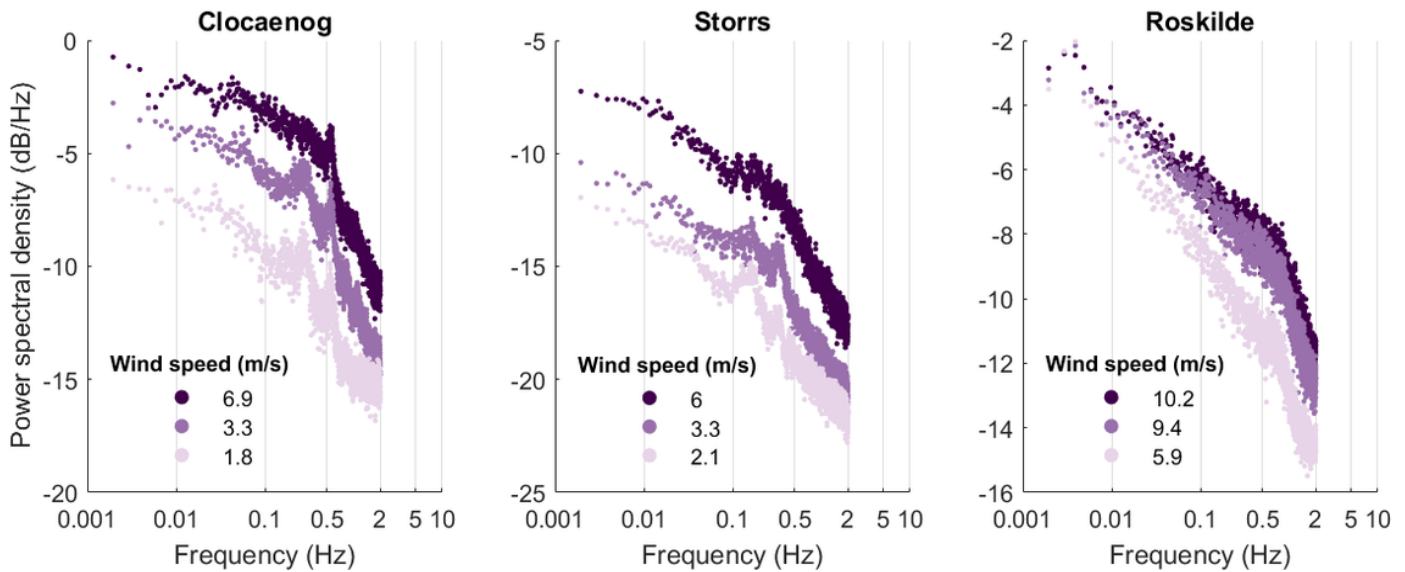 Clocaenog
Power spectral density (dB/Hz)
0
-5
-10
-15
-20
Wind speed (m/s)
6.9
3.3
1.8
0.001 0.01 0.1 0.5 2 5 10
Frequency (Hz)
Storrs
-5
-10
-15
-20
-25
Wind speed (m/s)
6
3.3
2.1
0.001 0.01 0.1 0.5 2 5 10
Frequency (Hz)
Roskilde
-2
-4
-6
-8
-10
-12
-14
-16
Wind speed (m/s)
10.2
9.4
5.9
0.001 0.01 0.1 0.5 2 5 10
Frequency (Hz)